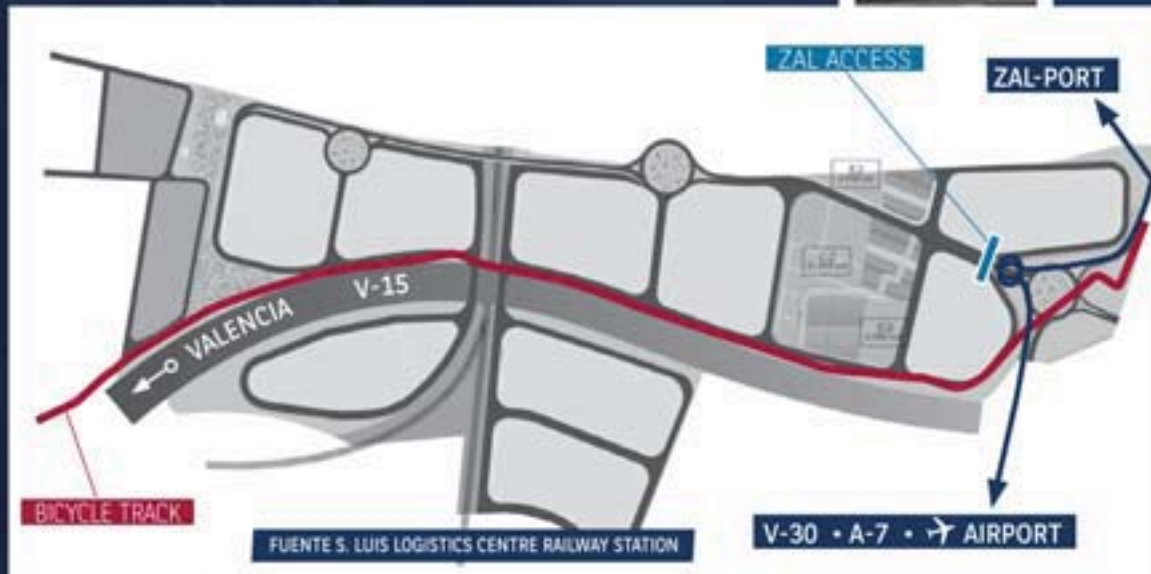 ZAL ACCESS
ZAL-PORT
V-15
VALENCIA
BICYCLE TRACK
FUENTE S. LUIS LOGISTICS CENTRE RAILWAY STATION
V-30 • A-7 • AIRPORT